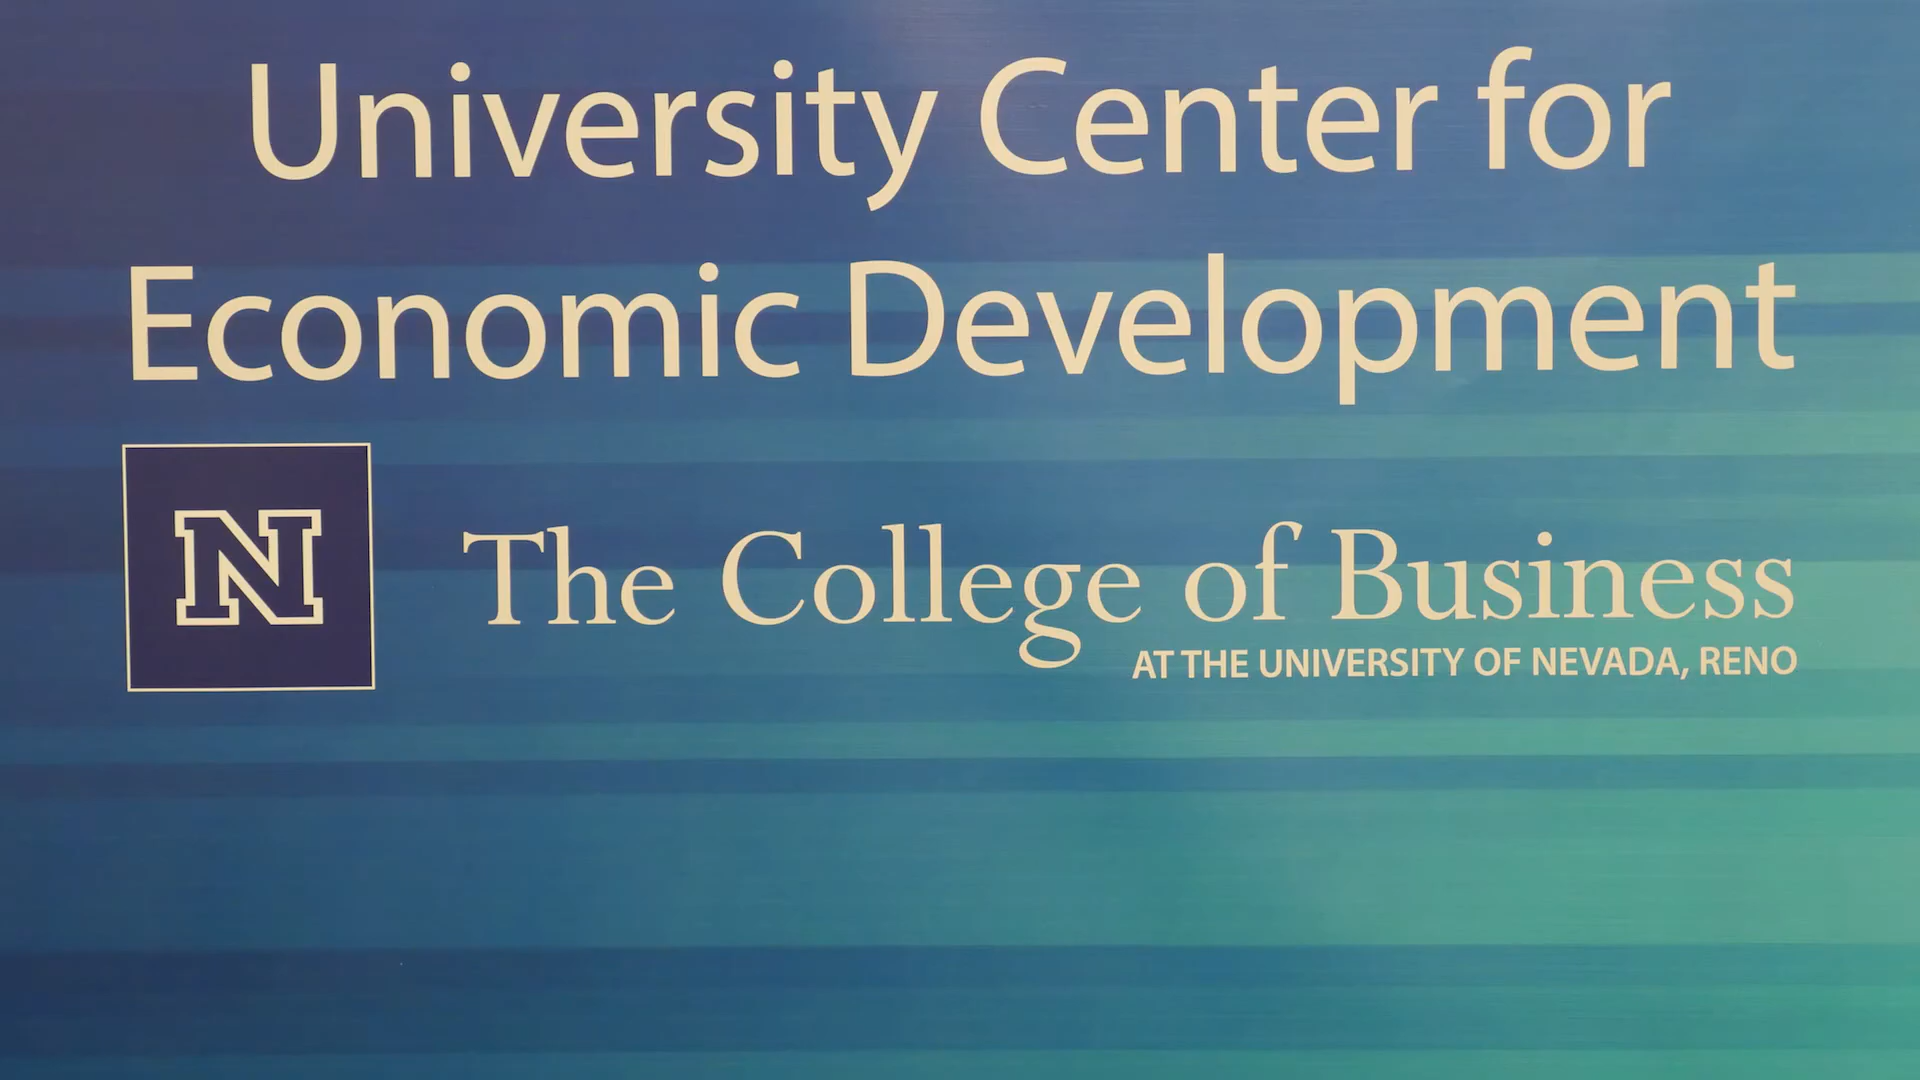 University Center for
Economic Development
N
The College of Business
AT THE UNIVERSITY OF NEVADA, RENO